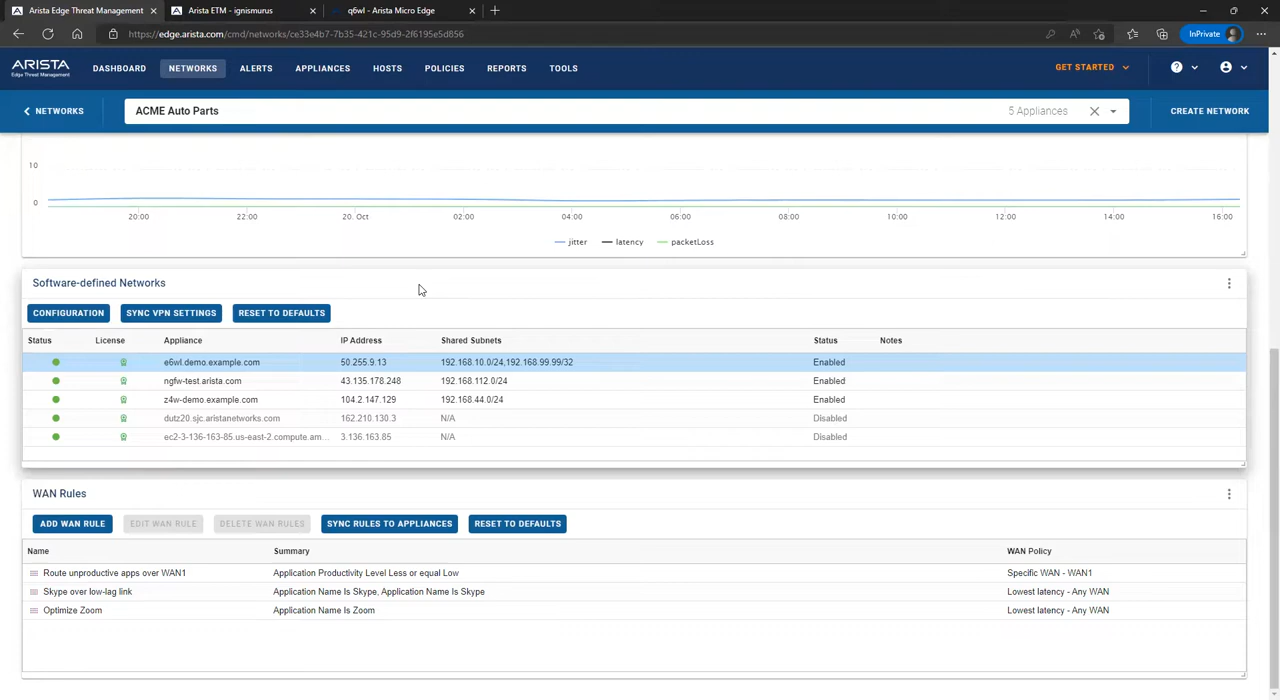 Arista Edge Threat Management
Arista ETM - ignismurus
q6wl - Arista Micro Edge
https://edge.arista.com/cmd/networks/ce33e4b7-7b35-421c-95d9-2f6195e5d856
InPrivate
ARISTA
Edge Threat Management
DASHBOARD
NETWORKS
ALERTS
APPLIANCES
HOSTS
POLICIES
REPORTS
TOOLS
GET STARTED
NETWORKS
ACME Auto Parts
5 Appliances
CREATE NETWORK
10
0
20:00 22:00 20. Oct 02:00 04:00 06:00 08:00 10:00 12:00 14:00 16:00
jitter latency packetLoss
Software-defined Networks
CONFIGURATION SYNC VPN SETTINGS RESET TO DEFAULTS
Status License Appliance IP Address Shared Subnets Status Notes
e6wl.demo.example.com 50.255.9.13 192.168.10.0/24,192.168.99.99/32 Enabled
ngfw-test.arista.com 43.135.178.248 192.168.112.0/24 Enabled
z4w-demo.example.com 104.2.147.129 192.168.44.0/24 Enabled
dutz20.sjc.aristanetworks.com 162.210.130.3 N/A Disabled
ec2-3-136-163-85.us-east-2.compute.am... 3.136.163.85 N/A Disabled
WAN Rules
ADD WAN RULE EDIT WAN RULE DELETE WAN RULES SYNC RULES TO APPLIANCES RESET TO DEFAULTS
Name Summary WAN Policy
Route unproductive apps over WAN1 Application Productivity Level Less or equal Low Specific WAN - WAN1
Skype over low-lag link Application Name Is Skype, Application Name Is Skype Lowest latency - Any WAN
Optimize Zoom Application Name Is Zoom Lowest latency - Any WAN